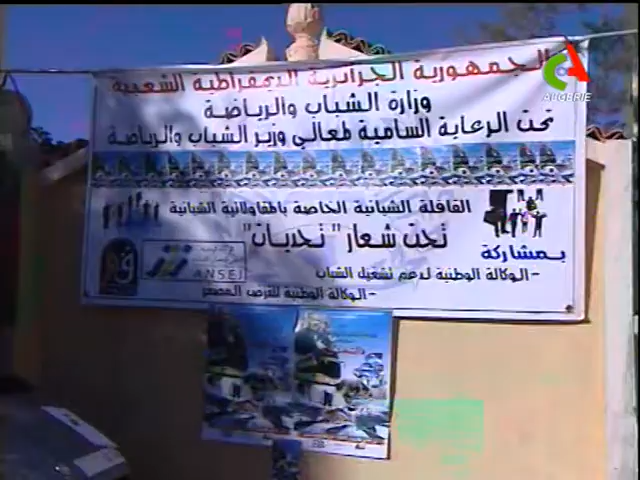 الجمهورية الجزائرية الديمقراطية الشعبية
وزارة الشباب والرياضة
تحت الرعاية السامية لمعالي وزير الشباب والرياضة
القافلة الشبانية الخاصة بالمقاولاتية الشبانية
تحت شعار "تحديات"
بمشاركة
-الوكالة الوطنية لدعم تشغيل الشباب
-الوكالة الوطنية للقرض المصغر
ANSEJ
ALGERIE